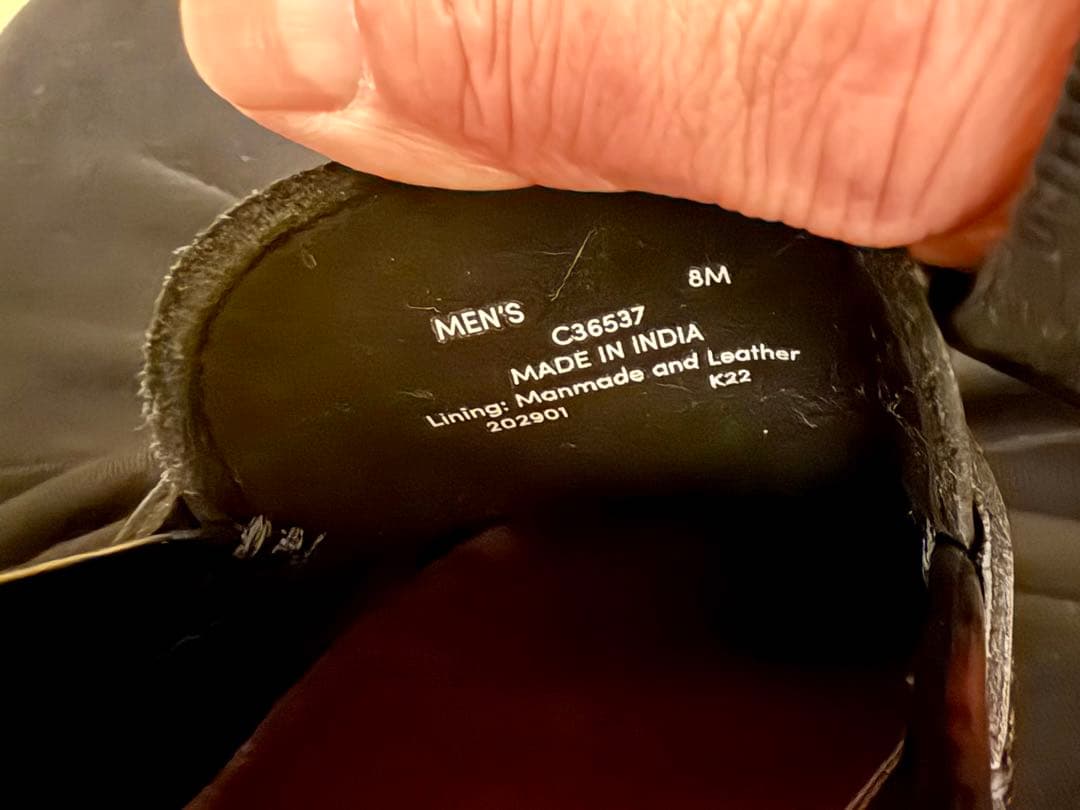 8M
MEN'S
C36537
MADE IN INDIA
Lining: Manmade and Leather
202901 K22